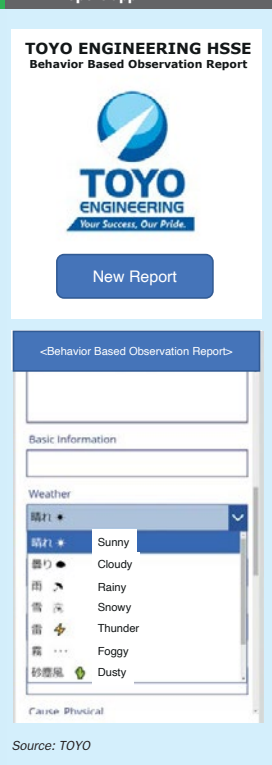 TOYO ENGINEERING HSSE
Behavior Based Observation Report
TOYO
ENGINEERING
Your Success, Our Pride.
New Report
<Behavior Based Observation Report>
Basic Information
Weather
晴れ
晴れ Sunny
曇り Cloudy
雨 Rainy
雪 Snowy
雷 Thunder
霧 Foggy
砂塵風 Dusty
Cause Physical
Source: TOYO